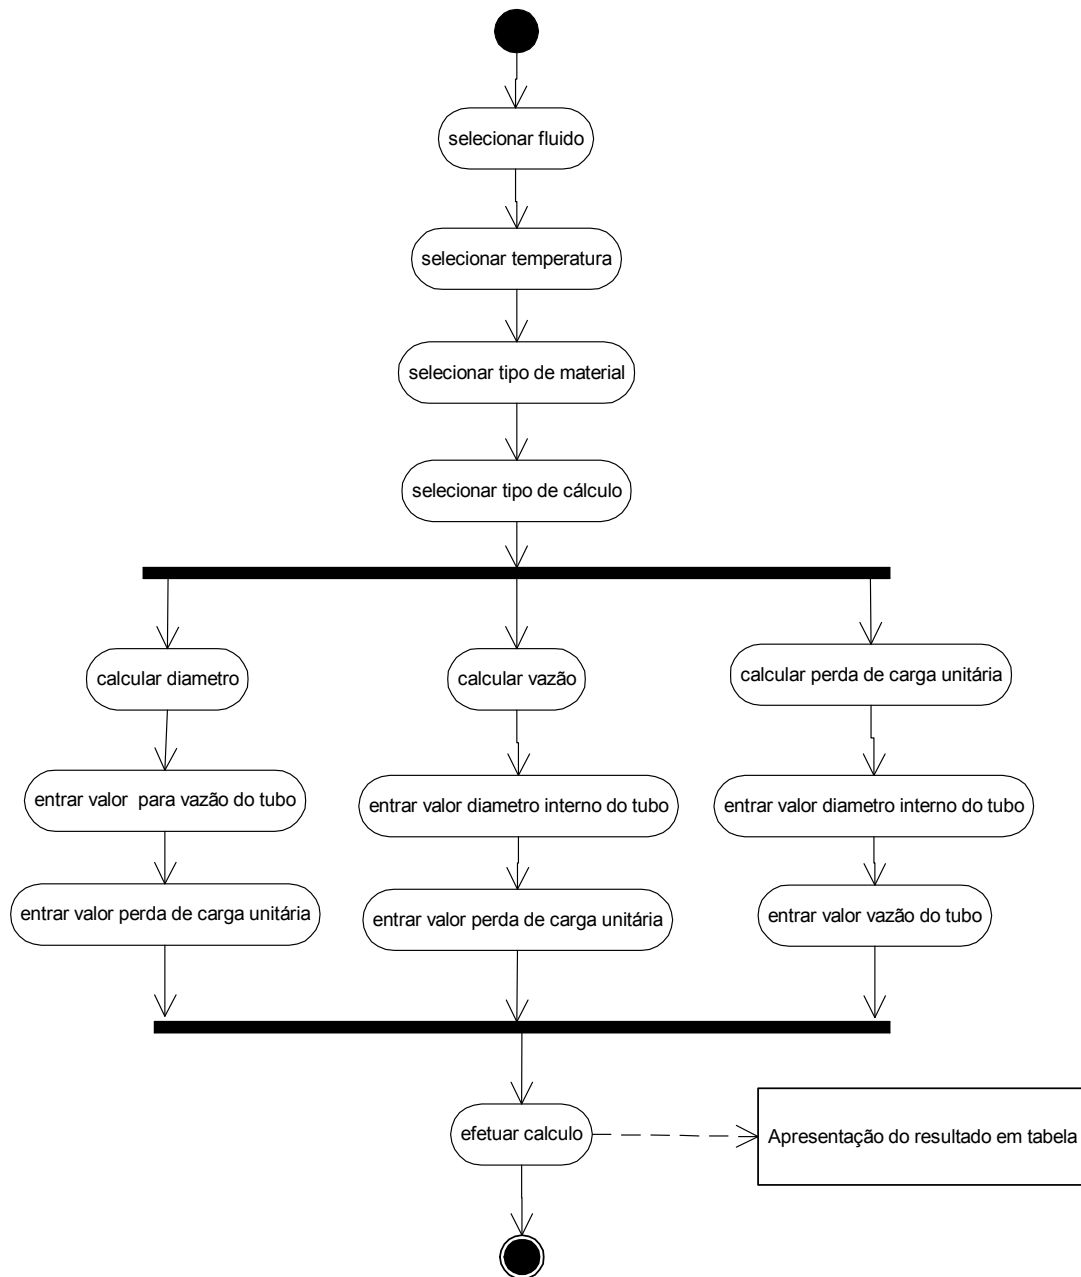 selecionar fluido
selecionar temperatura
selecionar tipo de material
selecionar tipo de cálculo
calcular diametro
calcular vazão
calcular perda de carga unitária
entrar valor  para vazão do tubo
entrar valor diametro interno do tubo
entrar valor diametro interno do tubo
entrar valor perda de carga unitária
entrar valor perda de carga unitária
entrar valor vazão do tubo
efetuar calculo
Apresentação do resultado em tabela